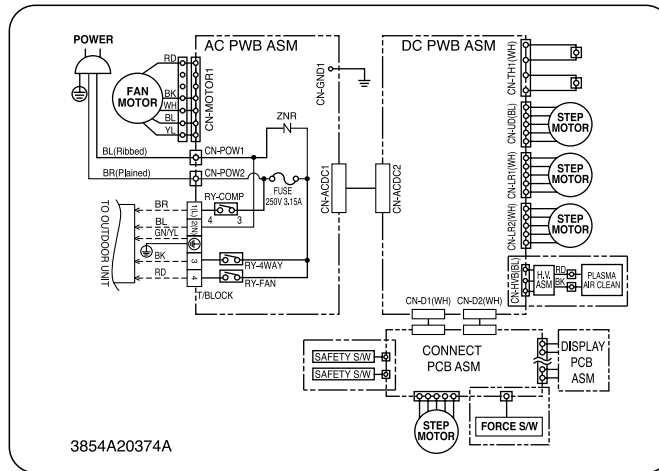 POWER
AC PWB ASM
DC PWB ASM
FAN
MOTOR
RD
BK
WH
BL
YL
CN-MOTOR1
CN-GND1
ZNR
BL(Ribbed)
CN-POW1
BR(Plained)
CN-POW2
FUSE
250V 3.15A
CN-ACDC1
CN-ACDC2
TO OUTDOOR UNIT
BR
BL
GN/YL
BK
RD
1(L)
2(N)
3
4
RY-COMP
4 3
RY-4WAY
RY-FAN
T/BLOCK
CN-TH1(WH)
CN-UD(BL)
STEP
MOTOR
CN-LR1(WH)
STEP
MOTOR
CN-LR2(WH)
STEP
MOTOR
CN-HVB(BL)
H.V.
ASM
RD
BK
PLASMA
AIR CLEAN
CN-D1(WH)
CN-D2(WH)
CONNECT
PCB ASM
DISPLAY
PCB
ASM
SAFETY S/W
SAFETY S/W
STEP
MOTOR
FORCE S/W
3854A20374A